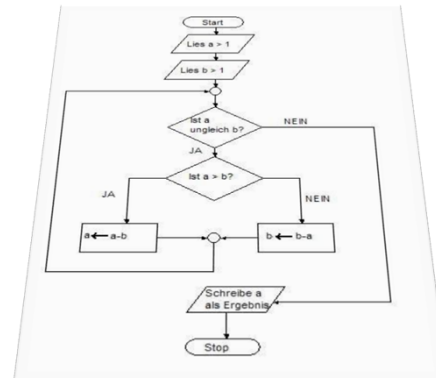 Start
Lies a > 1
Lies b > 1
Ist a
ungleich b?
NEIN
JA
Ist a > b?
JA
NEIN
a ← a-b
b ← b-a
Schreibe a
als Ergebnis
Stop